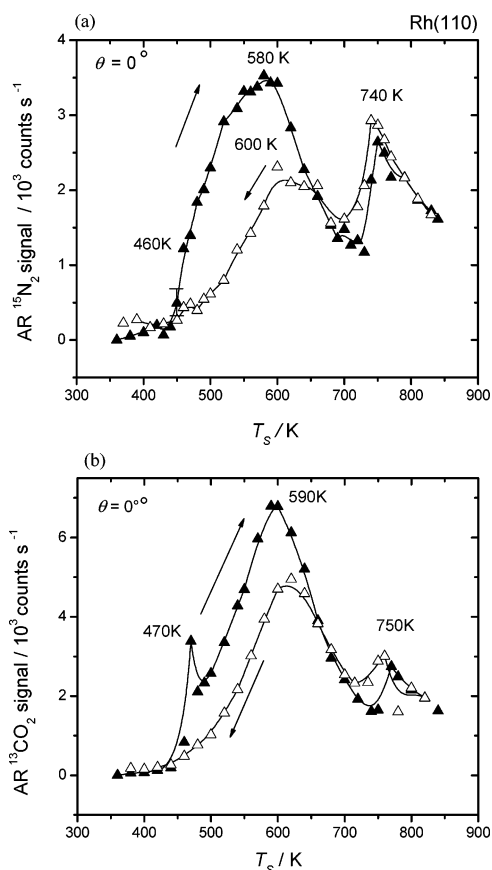 (a) Rh(110)
θ = 0°
580 K
740 K
600 K
460K
AR ¹⁵N₂ signal / 10³ counts s⁻¹
4
3
2
1
0
300 400 500 600 700 800 900
T_S / K
(b)
θ = 0°°
590K
470K
750K
AR ¹³CO₂ signal / 10³ counts s⁻¹
6
4
2
0
300 400 500 600 700 800 900
T_S / K